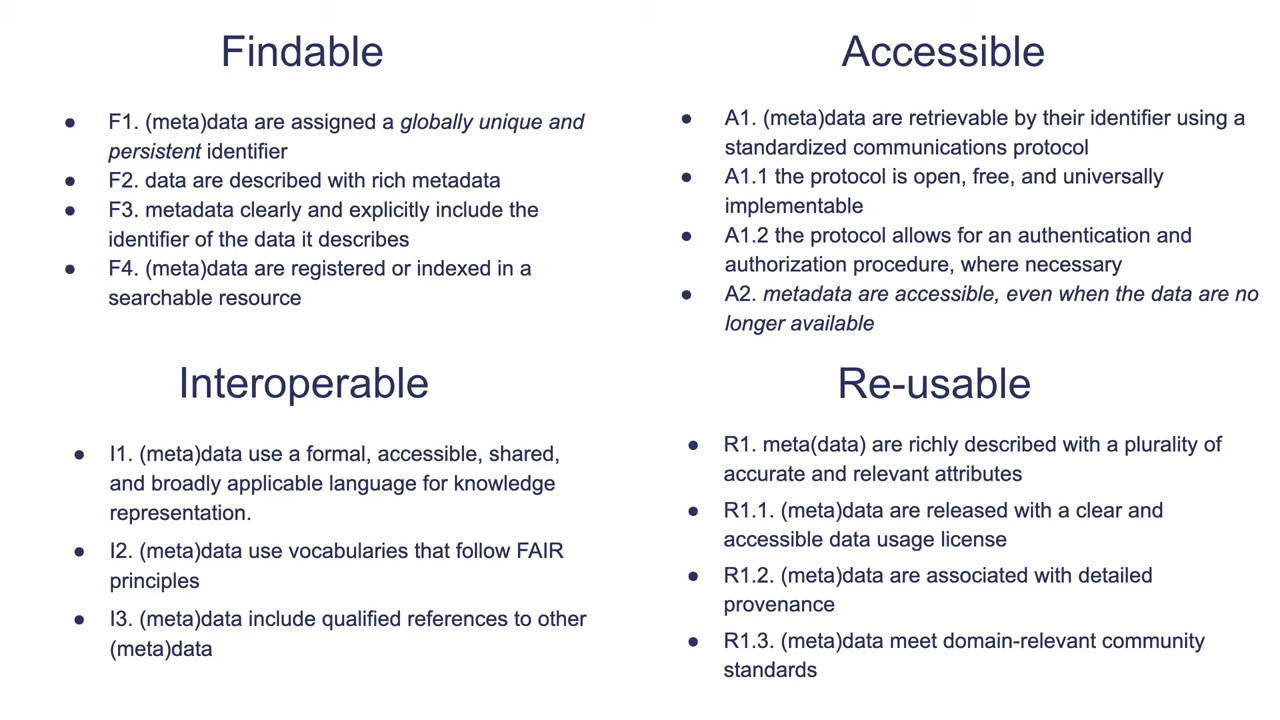 Findable
● F1. (meta)data are assigned a globally unique and
persistent identifier
● F2. data are described with rich metadata
● F3. metadata clearly and explicitly include the
identifier of the data it describes
● F4. (meta)data are registered or indexed in a
searchable resource
Accessible
● A1. (meta)data are retrievable by their identifier using a
standardized communications protocol
● A1.1 the protocol is open, free, and universally
implementable
● A1.2 the protocol allows for an authentication and
authorization procedure, where necessary
● A2. metadata are accessible, even when the data are no
longer available
Interoperable
● I1. (meta)data use a formal, accessible, shared,
and broadly applicable language for knowledge
representation.
● I2. (meta)data use vocabularies that follow FAIR
principles
● I3. (meta)data include qualified references to other
(meta)data
Re-usable
● R1. meta(data) are richly described with a plurality of
accurate and relevant attributes
● R1.1. (meta)data are released with a clear and
accessible data usage license
● R1.2. (meta)data are associated with detailed
provenance
● R1.3. (meta)data meet domain-relevant community
standards